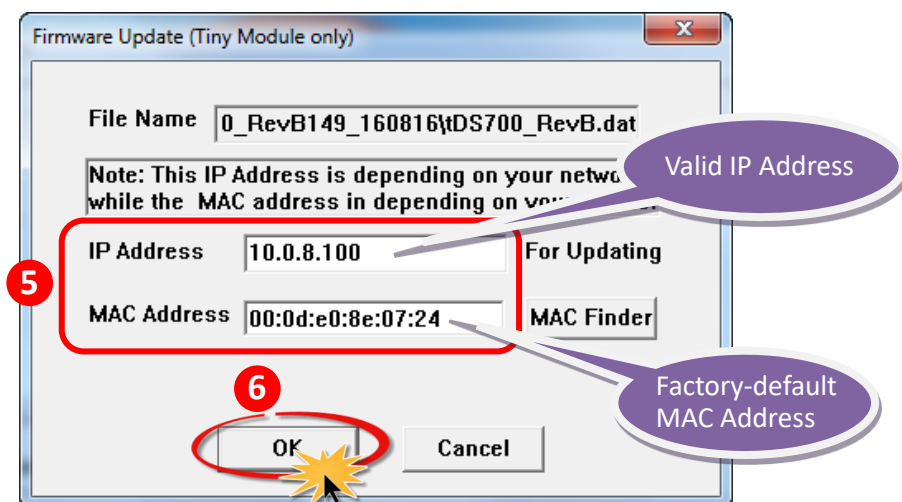 Firmware Update (Tiny Module only)
x
File Name 0_RevB149_160816\tDS700_RevB.dat
Note: This IP Address is depending on your
while the MAC address in depending on
Valid IP Address
5
IP Address 10.0.8.100 For Updating
MAC Address 00:0d:e0:8e:07:24 MAC Finder
Factory-default
MAC Address
6
OK Cancel